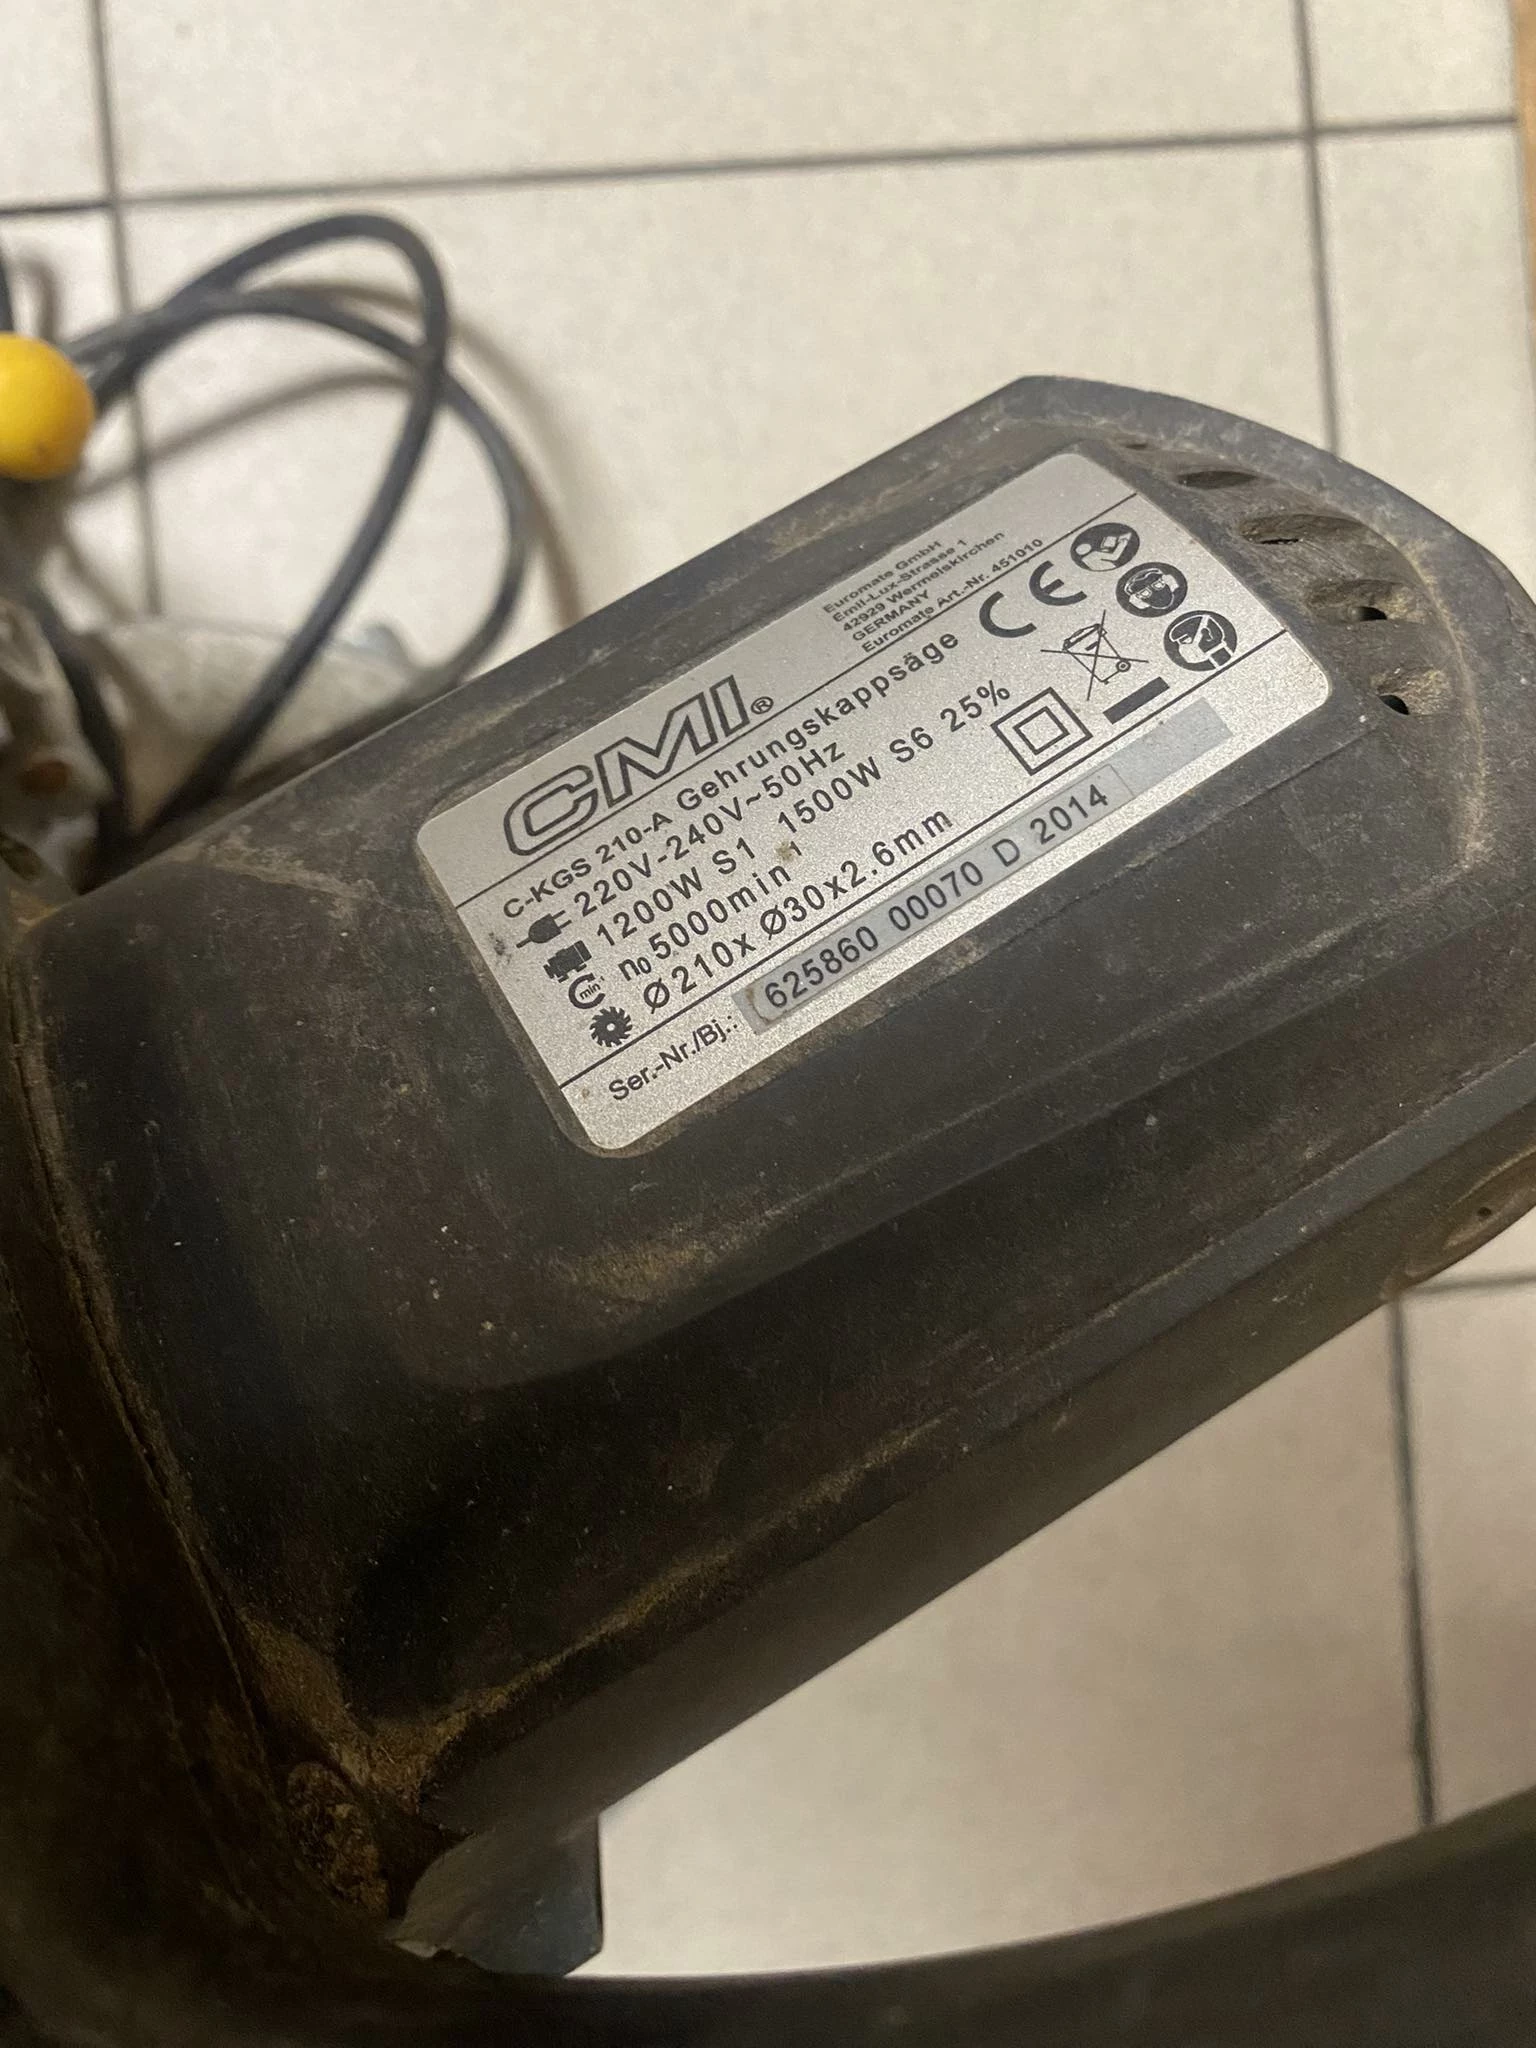 CMI®
Euromate GmbH
Emil-Lux-Strasse 1
42929 Wermelskirchen
GERMANY
Euromate Art.-Nr. 451010
C-KGS 210-A Gehrungskappsäge
CE
220V-240V~50Hz
1200W S1 1500W S6 25%
min⁻¹ n₀ 5000min⁻¹
Ø210x Ø30x2.6mm
Ser.-Nr./Bj.: 625860 00070 D 2014